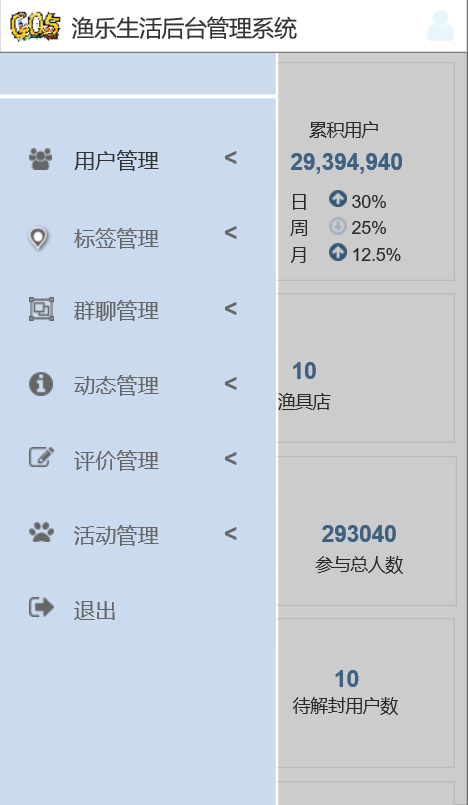 GO5 渔乐生活后台管理系统
用户管理 <
标签管理 <
群聊管理 <
动态管理 <
评价管理 <
活动管理 <
退出
累积用户
29,394,940
日 30%
周 25%
月 12.5%
10
渔具店
293040
参与总人数
10
待解封用户数